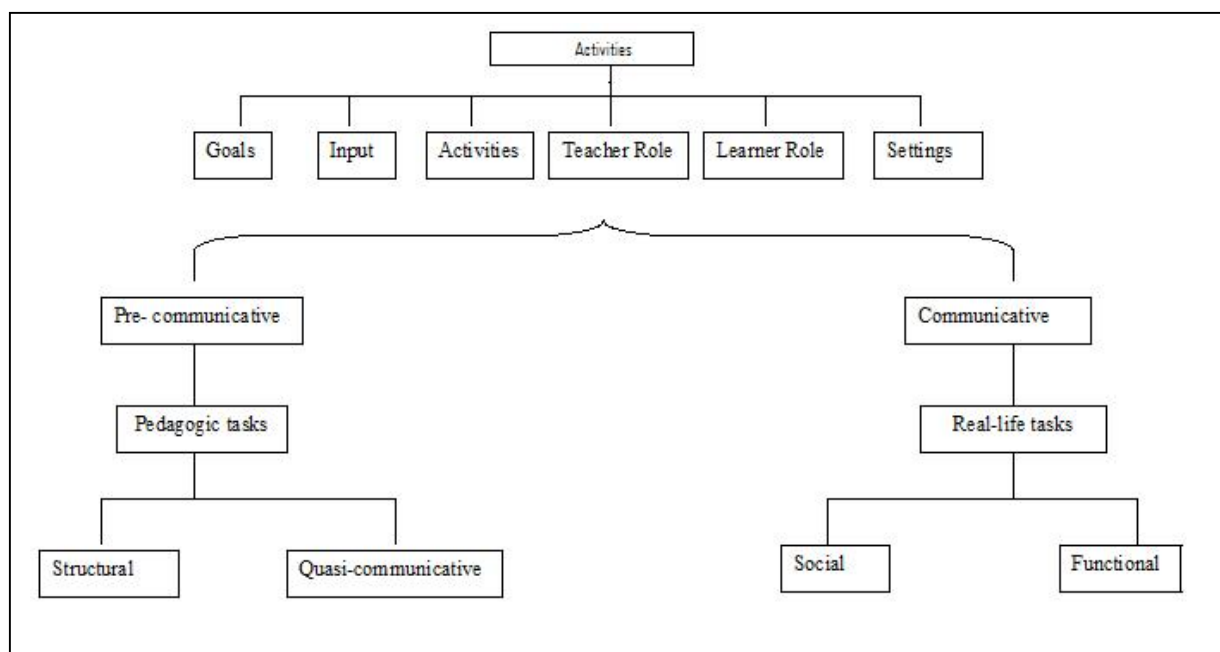 Activities
Goals
Input
Activities
Teacher Role
Learner Role
Settings
Pre- communicative
Communicative
Pedagogic tasks
Real-life tasks
Structural
Quasi-communicative
Social
Functional